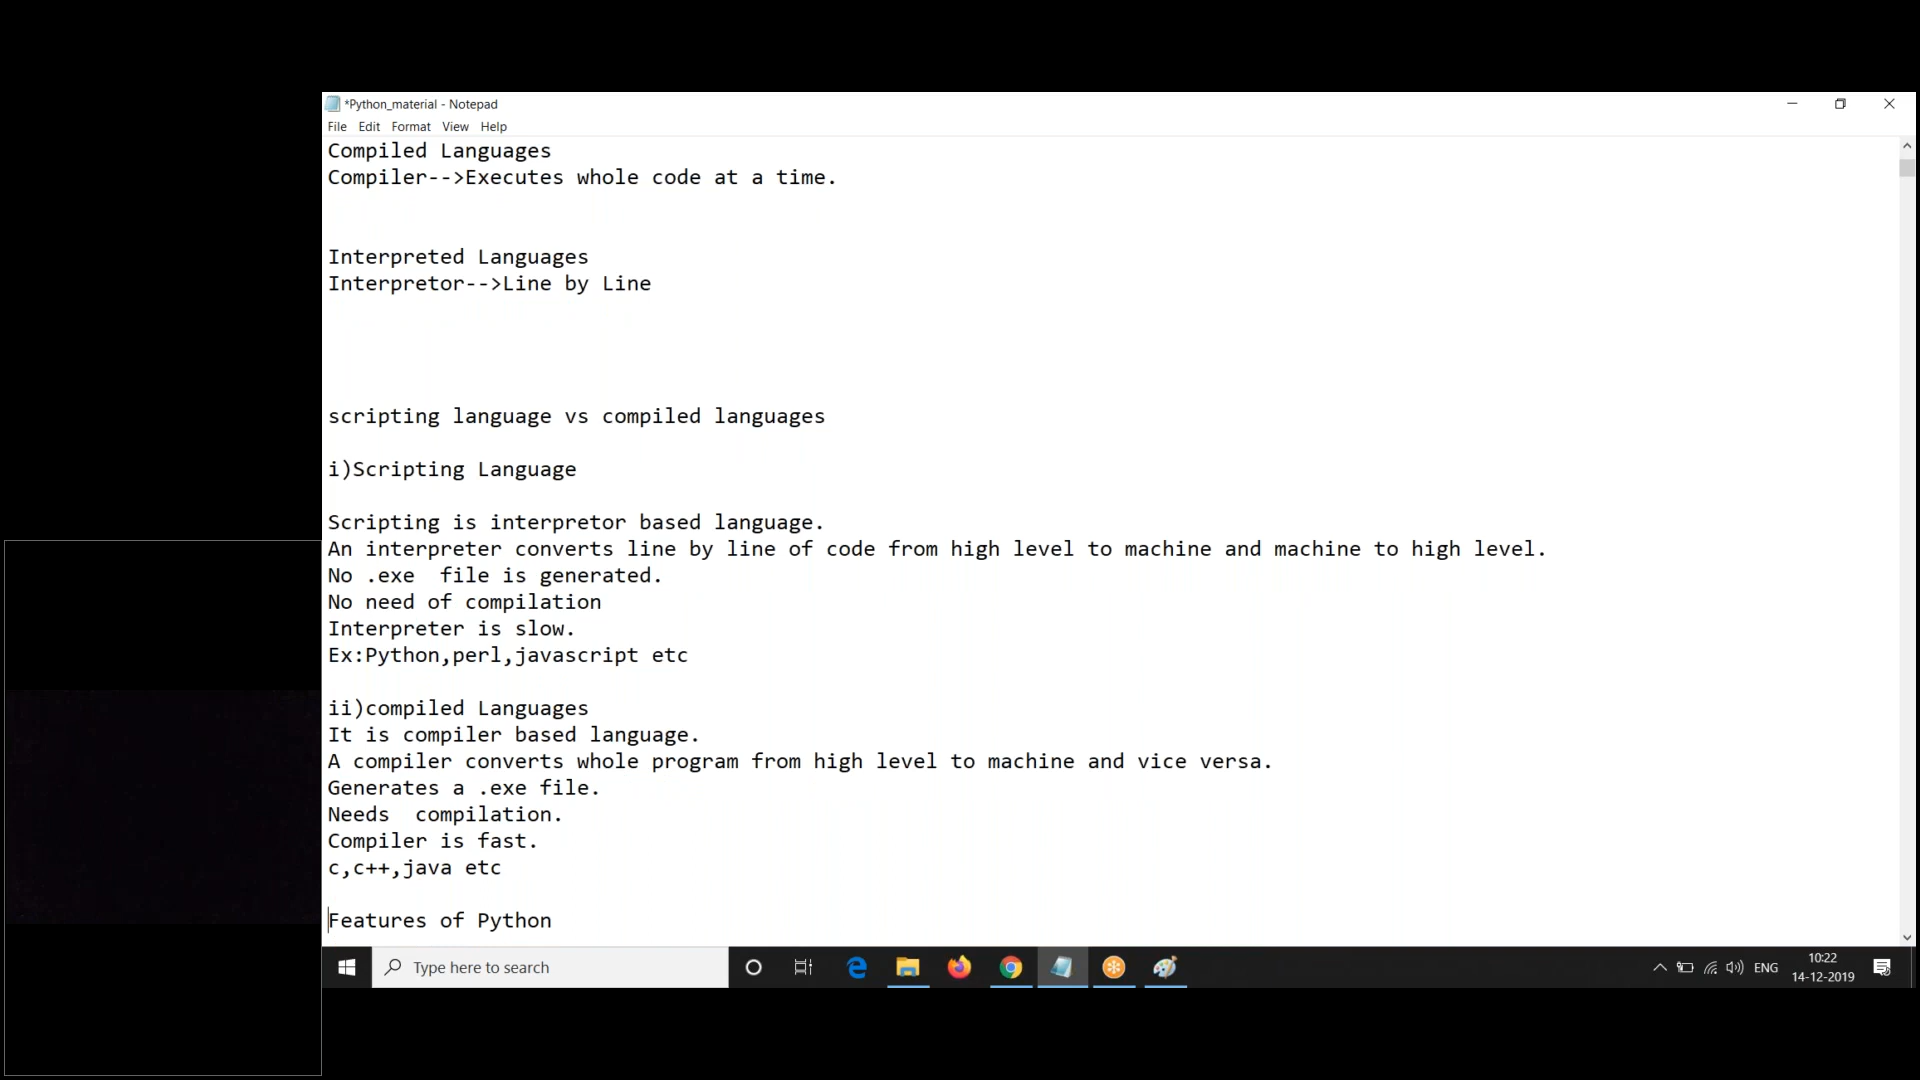 *Python_material - Notepad
File Edit Format View Help
Compiled Languages
Compiler-->Executes whole code at a time.
Interpreted Languages
Interpretor-->Line by Line
scripting language vs compiled languages
i)Scripting Language
Scripting is interpretor based language.
An interpreter converts line by line of code from high level to machine and machine to high level.
No .exe  file is generated.
No need of compilation
Interpreter is slow.
Ex:Python,perl,javascript etc
ii)compiled Languages
It is compiler based language.
A compiler converts whole program from high level to machine and vice versa.
Generates a .exe file.
Needs  compilation.
Compiler is fast.
c,c++,java etc
Features of Python
Type here to search
ENG
10:22
14-12-2019